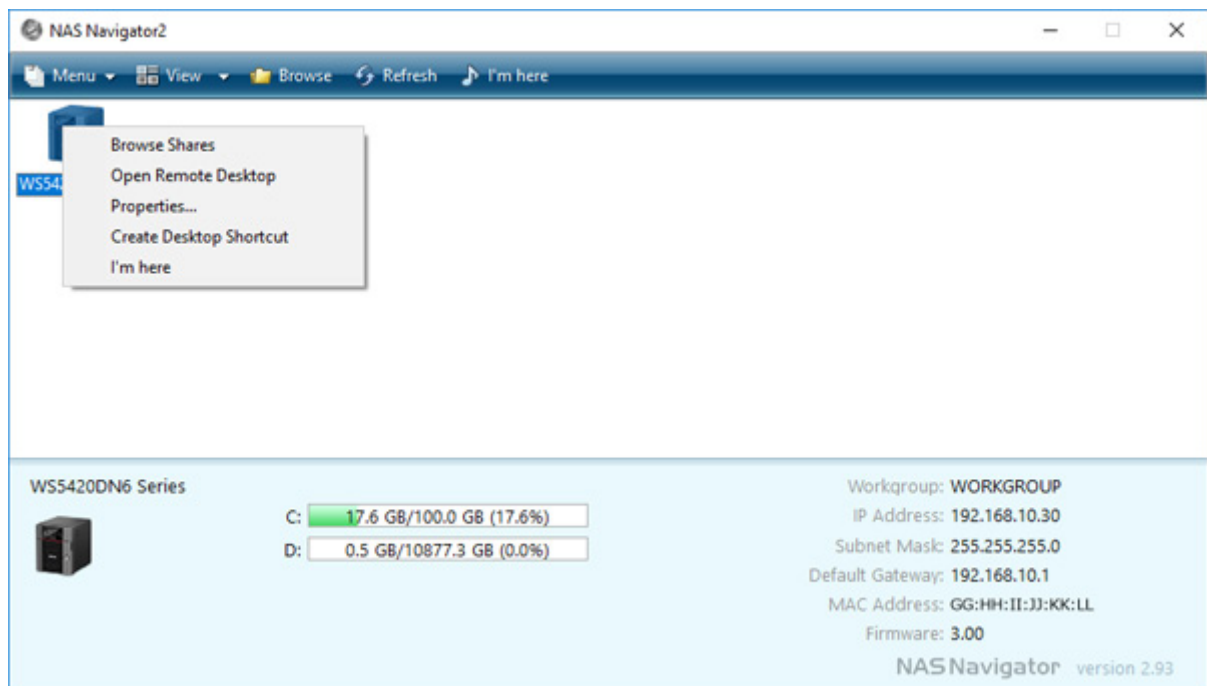 NAS Navigator2
Menu View Browse Refresh I'm here
Browse Shares
WS54
Open Remote Desktop
Properties...
Create Desktop Shortcut
I'm here
WS5420DN6 Series
C: 17.6 GB/100.0 GB (17.6%)
D: 0.5 GB/10877.3 GB (0.0%)
Workgroup: WORKGROUP
IP Address: 192.168.10.30
Subnet Mask: 255.255.255.0
Default Gateway: 192.168.10.1
MAC Address: GG:HH:II:JJ:KK:LL
Firmware: 3.00
NAS Navigator version 2.93